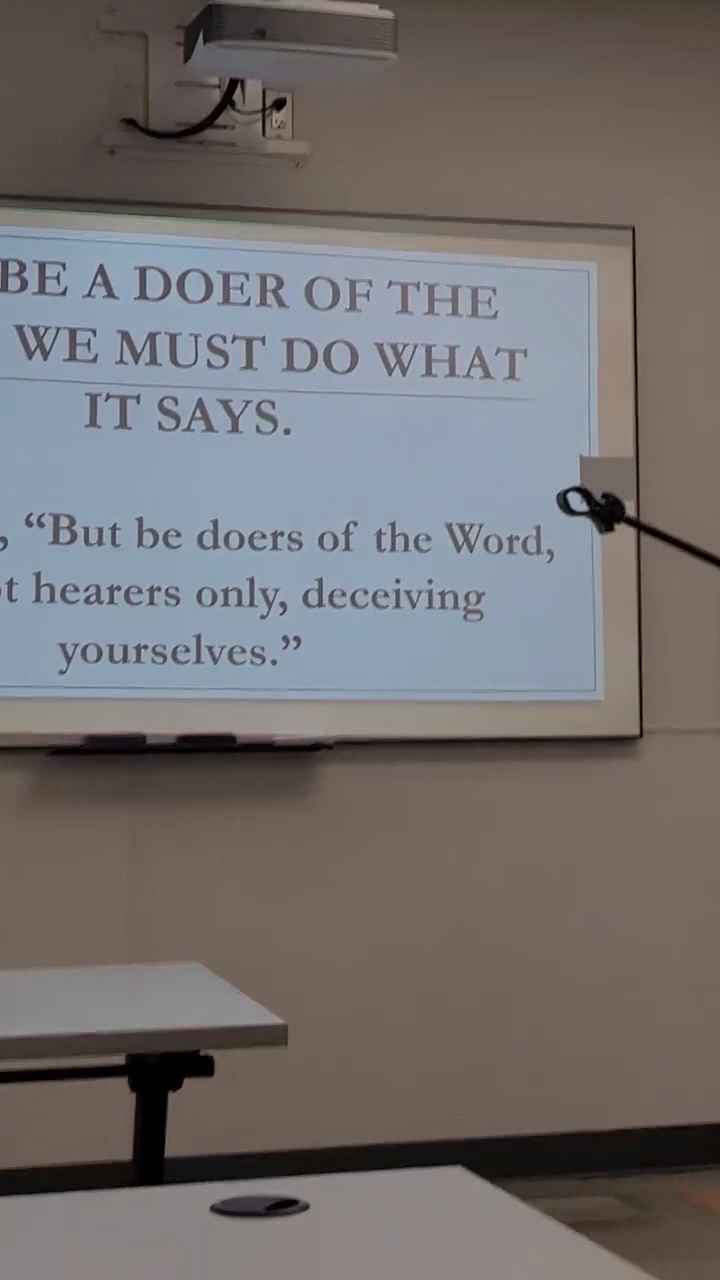 BE A DOER OF THE
WE MUST DO WHAT
IT SAYS.
, “But be doers of the Word,
t hearers only, deceiving
yourselves.”